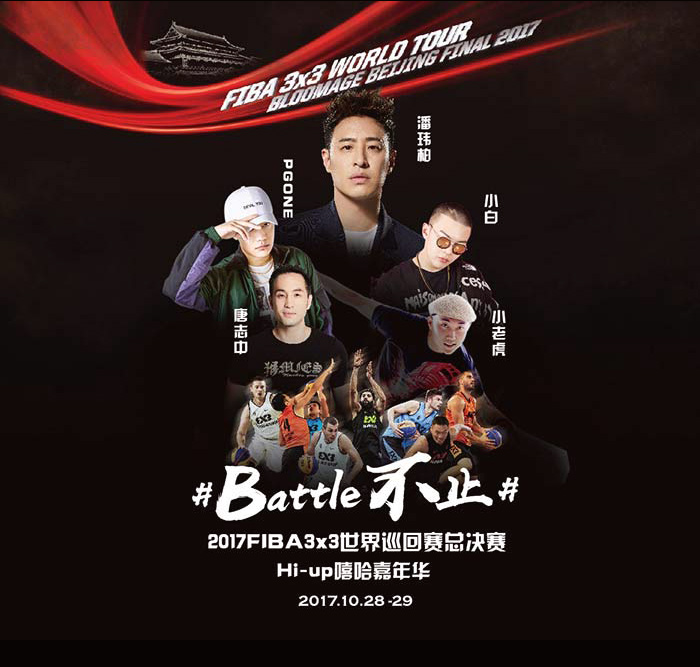 FIBA 3x3 WORLD TOUR
BLOOMAGE BEIJING FINAL 2017
潘玮柏
PGONE
小白
唐志中
小老虎
#Battle不止#
2017FIBA3x3世界巡回赛总决赛
Hi-up嘻哈嘉年华
2017.10.28-29